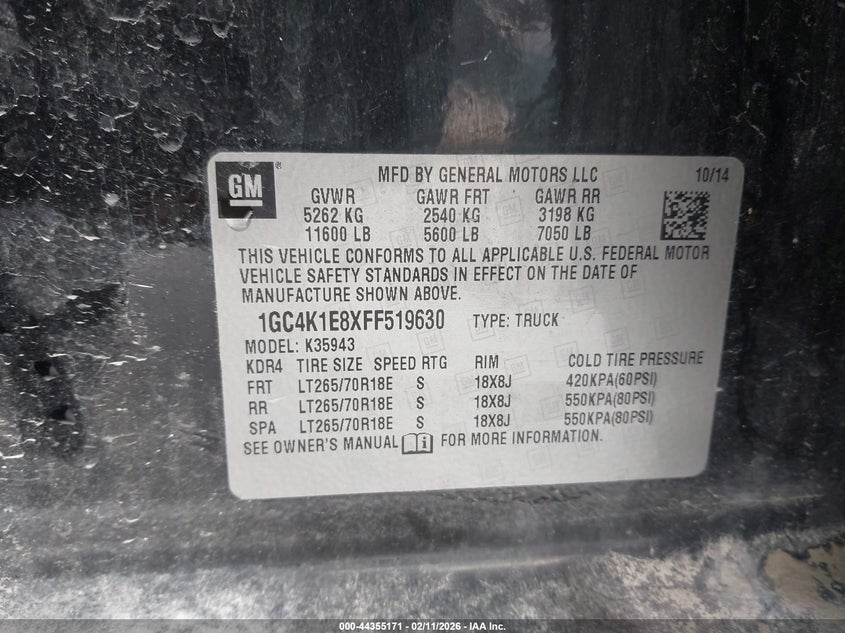 GM
MFD BY GENERAL MOTORS LLC 10/14
GVWR GAWR FRT GAWR RR
5262 KG 2540 KG 3198 KG
11600 LB 5600 LB 7050 LB
THIS VEHICLE CONFORMS TO ALL APPLICABLE U.S. FEDERAL MOTOR
VEHICLE SAFETY STANDARDS IN EFFECT ON THE DATE OF
MANUFACTURE SHOWN ABOVE.
1GC4K1E8XFF519630 TYPE: TRUCK
MODEL: K35943
KDR4 TIRE SIZE SPEED RTG RIM COLD TIRE PRESSURE
FRT LT265/70R18E S 18X8J 420KPA(60PSI)
RR LT265/70R18E S 18X8J 550KPA(80PSI)
SPA LT265/70R18E S 18X8J 550KPA(80PSI)
SEE OWNER'S MANUAL FOR MORE INFORMATION.
000-44355171 - 02/11/2026 - IAA Inc.